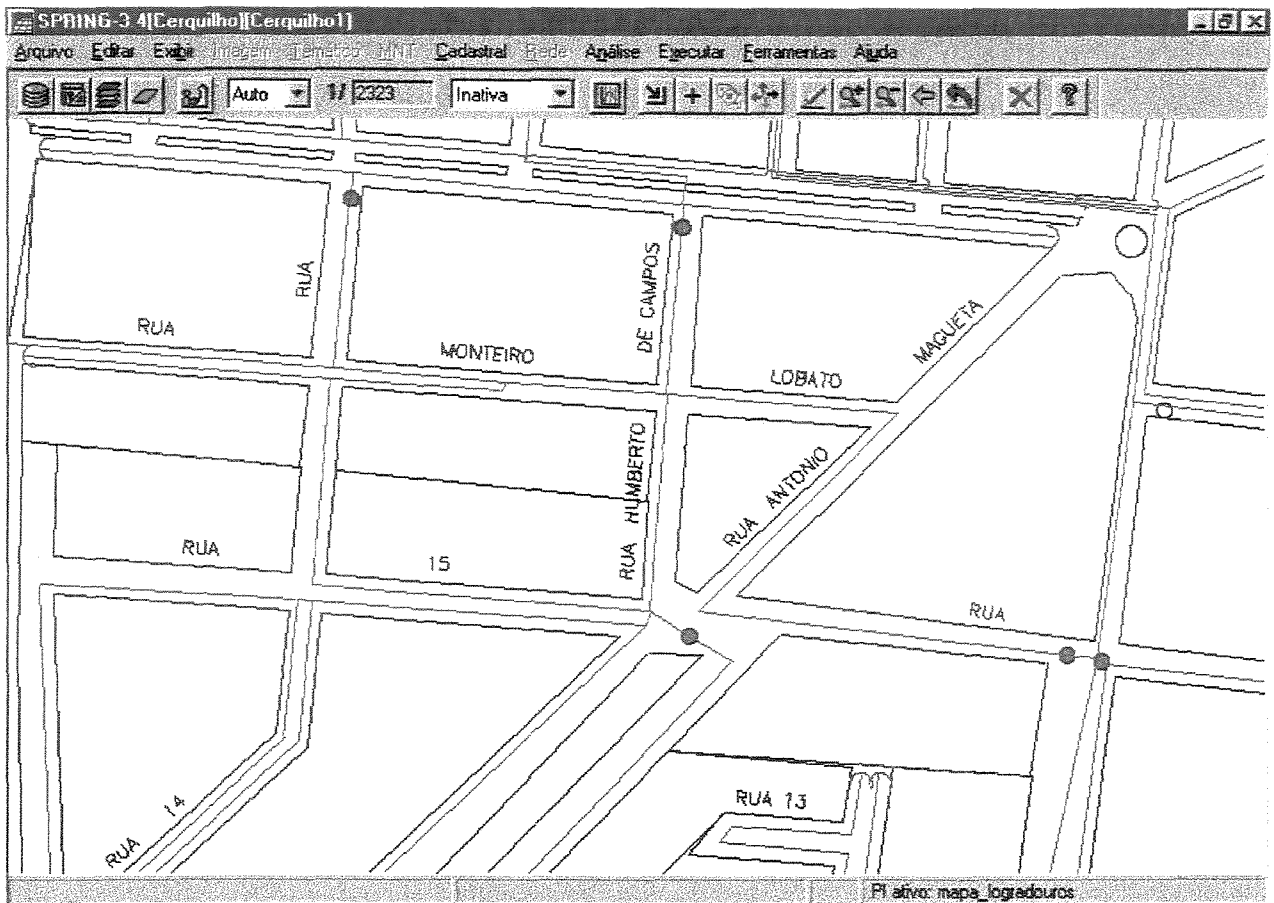 SPRING-3.4[Cerquilho][Cerquilho1]
Arquivo Editar Exibir Imagem Temático MNT Cadastral Rede Análise Executar Ferramentas Ajuda
Auto 1/ 2323 Inativa
RUA
DE CAMPOS
RUA
MONTEIRO
MAGUETA
LOBATO
RUA HUMBERTO
RUA ANTONIO
RUA
15
RUA
RUA 13
RUA 14
PI ativo: mapa_logradouros